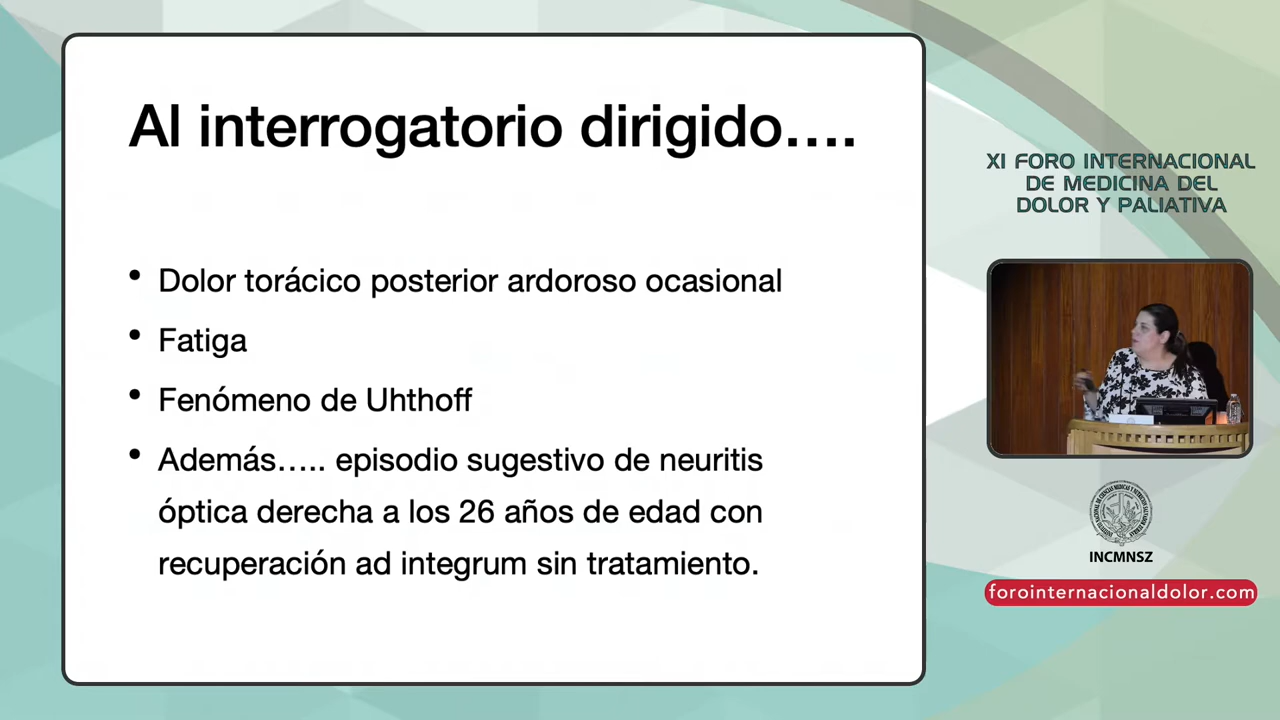 Al interrogatorio dirigido....
• Dolor torácico posterior ardoroso ocasional
• Fatiga
• Fenómeno de Uhthoff
• Además..... episodio sugestivo de neuritis
óptica derecha a los 26 años de edad con
recuperación ad integrum sin tratamiento.
XI FORO INTERNACIONAL
DE MEDICINA DEL
DOLOR Y PALIATIVA
INCMNSZ
forointernacionaldolor.com